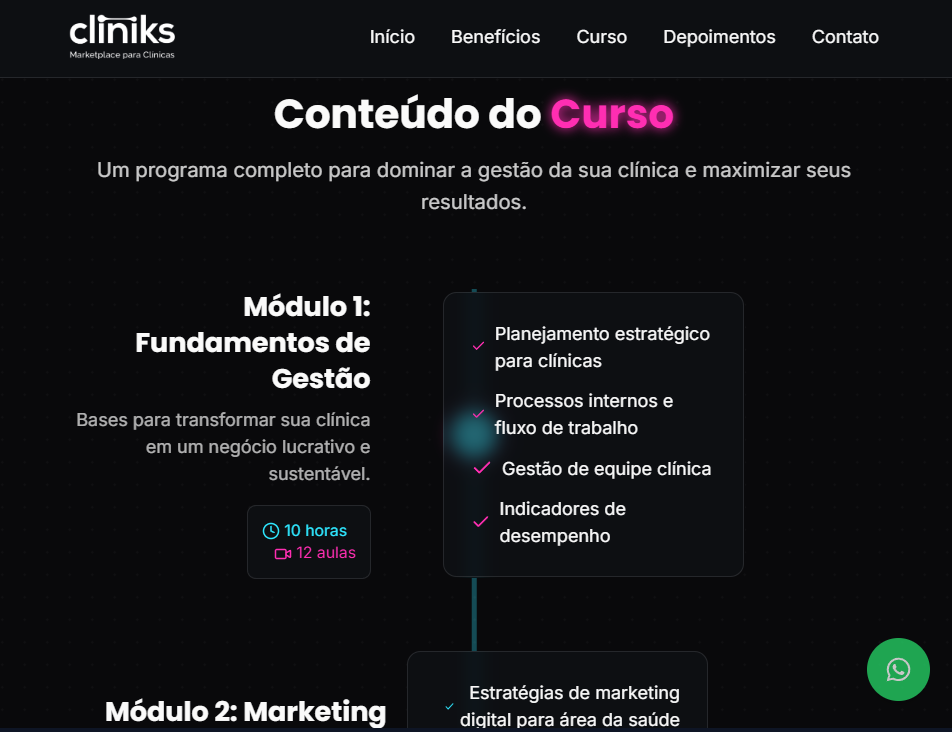 cliniks
Marketplace para Clínicas
Início
Benefícios
Curso
Depoimentos
Contato
Conteúdo do Curso
Um programa completo para dominar a gestão da sua clínica e maximizar seus
resultados.
Módulo 1:
Fundamentos de
Gestão
Bases para transformar sua clínica
em um negócio lucrativo e
sustentável.
10 horas
12 aulas
Planejamento estratégico
para clínicas
Processos internos e
fluxo de trabalho
Gestão de equipe clínica
Indicadores de
desempenho
Módulo 2: Marketing
Estratégias de marketing
digital para área da saúde